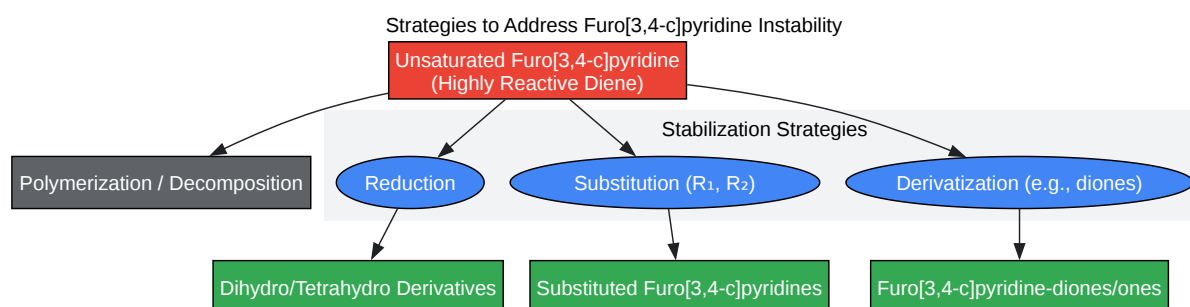 Strategies to Address Furo[3,4-c]pyridine Instability
Unsaturated Furo[3,4-c]pyridine
(Highly Reactive Diene)
Stabilization Strategies
Polymerization / Decomposition
Reduction
Substitution (R₁, R₂)
Derivatization (e.g., diones)
Dihydro/Tetrahydro Derivatives
Substituted Furo[3,4-c]pyridines
Furo[3,4-c]pyridine-diones/ones